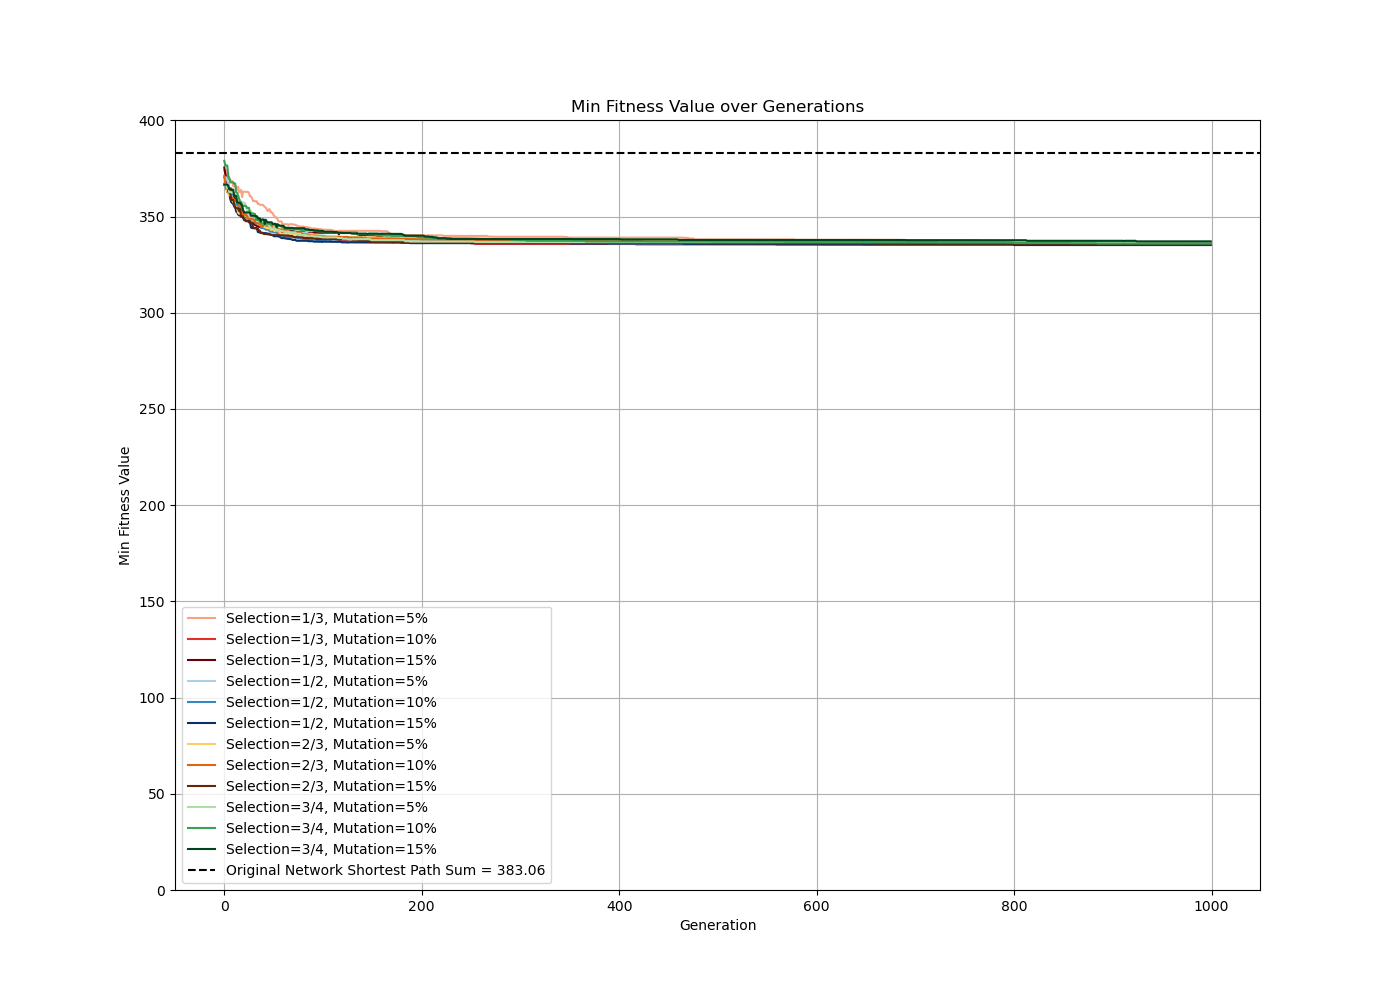 Min Fitness Value over Generations
400
350
300
250
200
150
100
50
0
Min Fitness Value
Selection=1/3, Mutation=5%
Selection=1/3, Mutation=10%
Selection=1/3, Mutation=15%
Selection=1/2, Mutation=5%
Selection=1/2, Mutation=10%
Selection=1/2, Mutation=15%
Selection=2/3, Mutation=5%
Selection=2/3, Mutation=10%
Selection=2/3, Mutation=15%
Selection=3/4, Mutation=5%
Selection=3/4, Mutation=10%
Selection=3/4, Mutation=15%
Original Network Shortest Path Sum = 383.06
0 200 400 600 800 1000
Generation